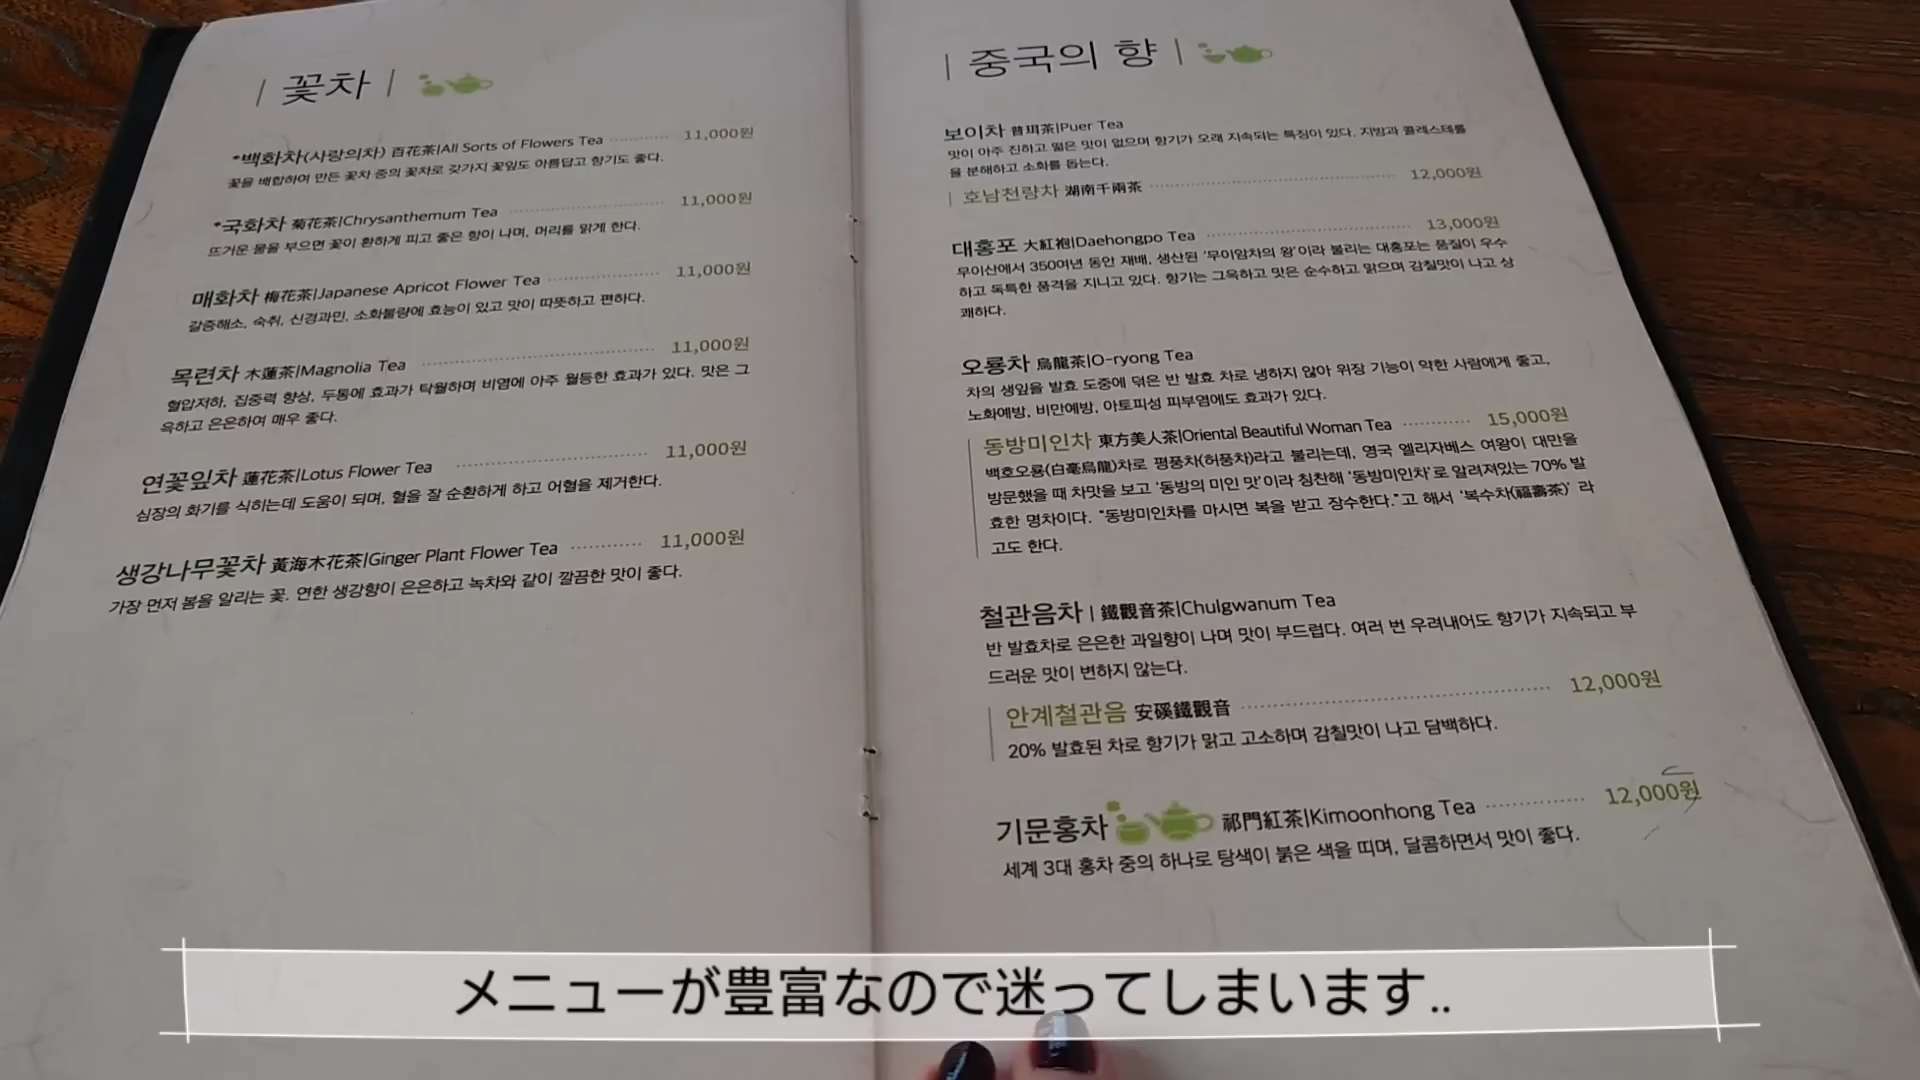 | 꽃차 |
*백화차(사랑의차) 百花茶|All Sorts of Flowers Tea 11,000원
꽃을 배합하여 만든 꽃차 중의 꽃차로 갖가지 꽃잎도 아름답고 향기도 좋다.
*국화차 菊花茶|Chrysanthemum Tea 11,000원
뜨거운 물을 부으면 꽃이 환하게 피고 좋은 향이 나며, 머리를 맑게 한다.
매화차 梅花茶|Japanese Apricot Flower Tea 11,000원
갈증해소, 숙취, 신경과민, 소화불량에 효능이 있고 맛이 따뜻하고 편하다.
목련차 木蓮茶|Magnolia Tea 11,000원
혈압저하, 집중력 향상, 두통에 효과가 탁월하며 비염에 아주 월등한 효과가 있다. 맛은 그
윽하고 은은하여 매우 좋다.
연꽃잎차 蓮花茶|Lotus Flower Tea 11,000원
심장의 화기를 식히는데 도움이 되며, 혈을 잘 순환하게 하고 어혈을 제거한다.
생강나무꽃차 黃海木花茶|Ginger Plant Flower Tea 11,000원
가장 먼저 봄을 알리는 꽃. 연한 생강향이 은은하고 녹차와 같이 깔끔한 맛이 좋다.
| 중국의 향 |
보이차 普珥茶|Puer Tea
맛이 아주 진하고 떫은 맛이 없으며 향기가 오래 지속되는 특징이 있다. 지방과 콜레스테롤
을 분해하고 소화를 돕는다.
호남천량차 湖南千兩茶 12,000원
대홍포 大紅袍|Daehongpo Tea 13,000원
무이산에서 350여년 동안 재배, 생산된 '무이암차의 왕'이라 불리는 대홍포는 품질이 우수
하고 독특한 품격을 지니고 있다. 향기는 그윽하고 맛은 순수하고 맑으며 감칠맛이 나고 상
쾌하다.
오룡차 烏龍茶|O-ryong Tea
차의 생잎을 발효 도중에 덖은 반 발효 차로 냉하지 않아 위장 기능이 약한 사람에게 좋고,
노화예방, 비만예방, 아토피성 피부염에도 효과가 있다.
동방미인차 東方美人茶|Oriental Beautiful Woman Tea 15,000원
백호오룡(白毫烏龍)차로 평풍차(허풍차)라고 불리는데, 영국 엘리자베스 여왕이 대만을
방문했을 때 차맛을 보고 '동방의 미인 맛'이라 칭찬해 '동방미인차'로 알려져있는 70% 발
효한 명차이다. "동방미인차를 마시면 복을 받고 장수한다."고 해서 '복수차(福壽茶)' 라
고도 한다.
철관음차 | 鐵觀音茶|Chulgwanum Tea
반 발효차로 은은한 과일향이 나며 맛이 부드럽다. 여러 번 우려내어도 향기가 지속되고 부
드러운 맛이 변하지 않는다.
안계철관음 安磎鐵觀音 12,000원
20% 발효된 차로 향기가 맑고 고소하며 감칠맛이 나고 담백하다.
기문홍차 祁門紅茶|Kimoonhong Tea 12,000원
세계 3대 홍차 중의 하나로 탕색이 붉은 색을 띠며, 달콤하면서 맛이 좋다.
メニューが豊富なので迷ってしまいます..